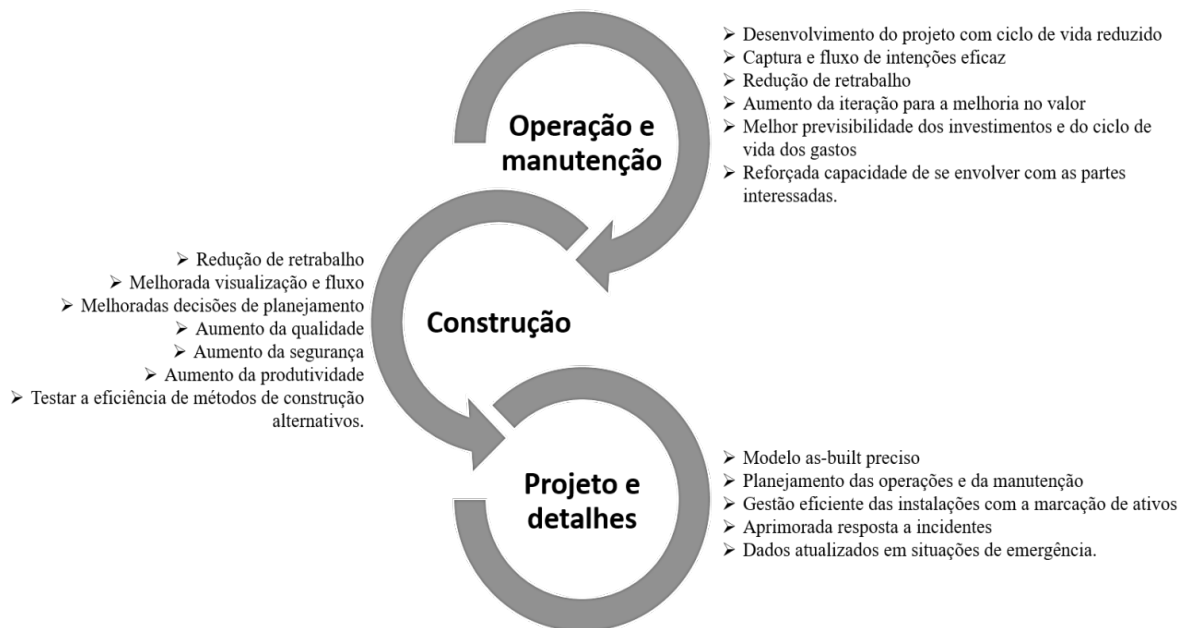 ➢ Desenvolvimento do projeto com ciclo de vida reduzido
➢ Captura e fluxo de intenções eficaz
➢ Redução de retrabalho
➢ Aumento da iteração para a melhoria no valor
➢ Melhor previsibilidade dos investimentos e do ciclo de
vida dos gastos
➢ Reforçada capacidade de se envolver com as partes
interessadas.
Operação e
manutenção
➢ Redução de retrabalho
➢ Melhorada visualização e fluxo
➢ Melhoradas decisões de planejamento
➢ Aumento da qualidade
➢ Aumento da segurança
➢ Aumento da produtividade
➢ Testar a eficiência de métodos de construção
alternativos.
Construção
Projeto e
detalhes
➢ Modelo as-built preciso
➢ Planejamento das operações e da manutenção
➢ Gestão eficiente das instalações com a marcação de ativos
➢ Aprimorada resposta a incidentes
➢ Dados atualizados em situações de emergência.